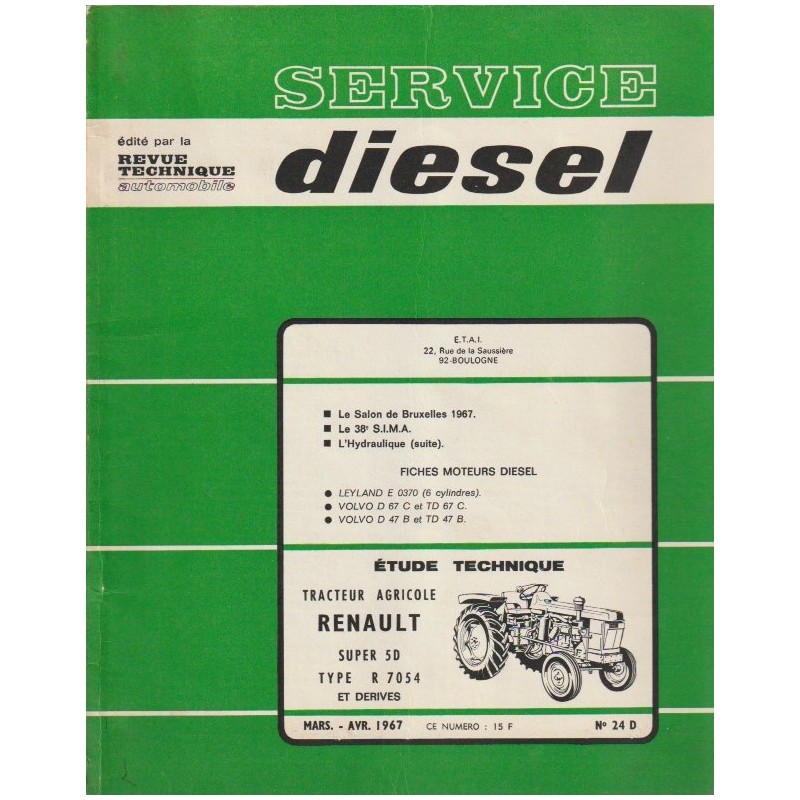 SERVICE
édité par la
REVUE
TECHNIQUE
automobile
diesel
E.T.A.I.
22, Rue de la Saussière
92-BOULOGNE
■ Le Salon de Bruxelles 1967.
■ Le 38e S.I.M.A.
■ L'Hydraulique (suite).
FICHES MOTEURS DIESEL
● LEYLAND E 0370 (6 cylindres).
● VOLVO D 67 C et TD 67 C.
● VOLVO D 47 B et TD 47 B.
ÉTUDE TECHNIQUE
TRACTEUR AGRICOLE
RENAULT
SUPER 5D
TYPE R 7054
ET DERIVES
MARS. - AVR. 1967 CE NUMERO : 15 F No 24 D